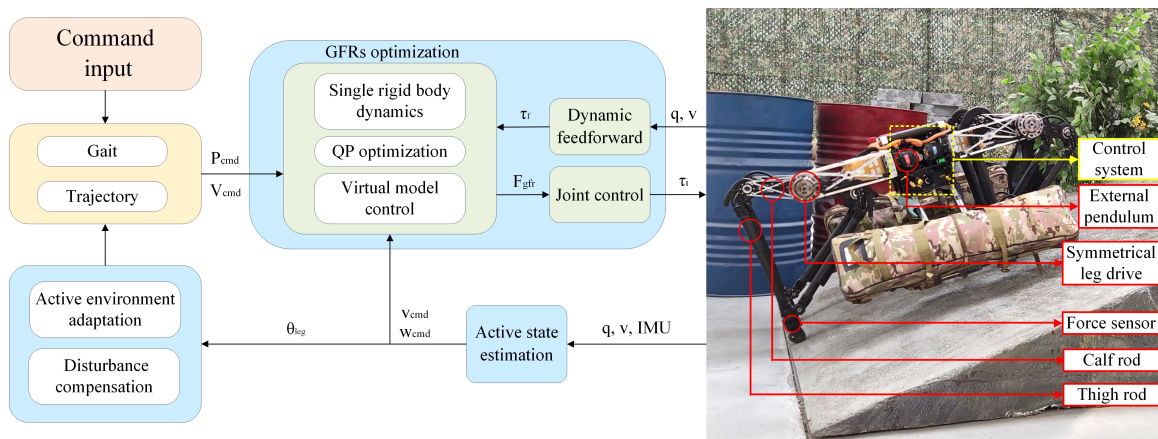 Command
input
Gait
Trajectory
Active environment
adaptation
Disturbance
compensation
Pcmd
Vcmd
GFRs optimization
Single rigid body
dynamics
QP optimization
Virtual model
control
τf
Fgfr
Dynamic
feedforward
Joint control
q, v
τi
θleg
vcmd
wcmd
Active state
estimation
q, v, IMU
Control
system
External
pendulum
Symmetrical
leg drive
Force sensor
Calf rod
Thigh rod